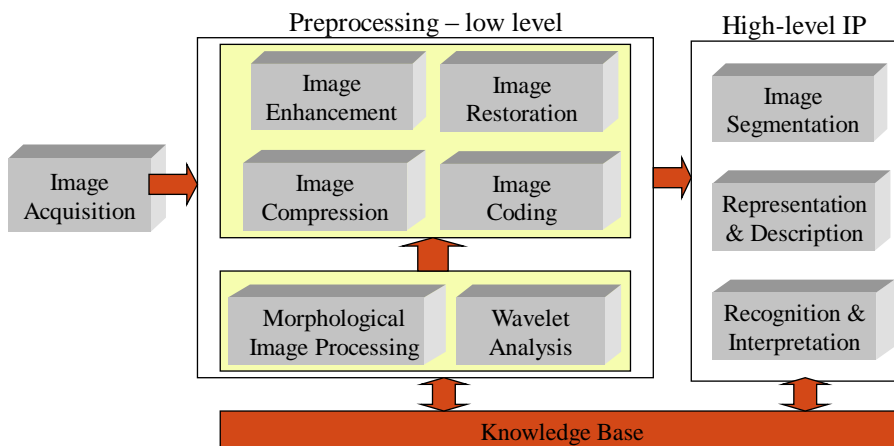 Preprocessing – low level
High-level IP
Image
Enhancement
Image
Restoration
Image
Segmentation
Image
Acquisition
Image
Compression
Image
Coding
Representation
& Description
Morphological
Image Processing
Wavelet
Analysis
Recognition &
Interpretation
Knowledge Base